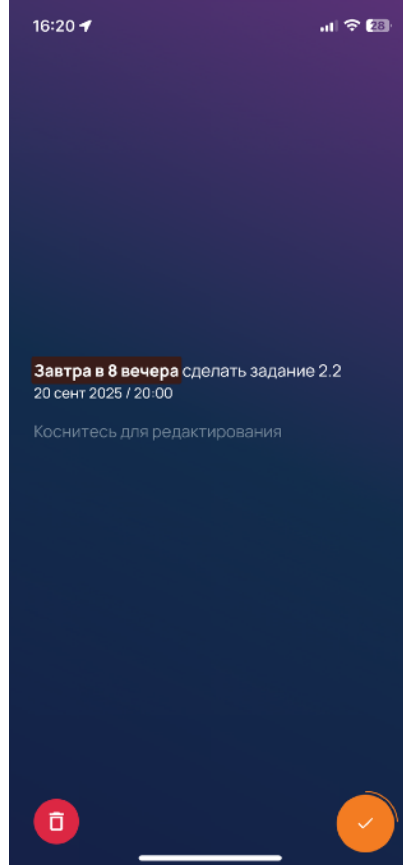 16:20
28
Завтра в 8 вечера сделать задание 2.2
20 сент 2025 / 20:00
Коснитесь для редактирования